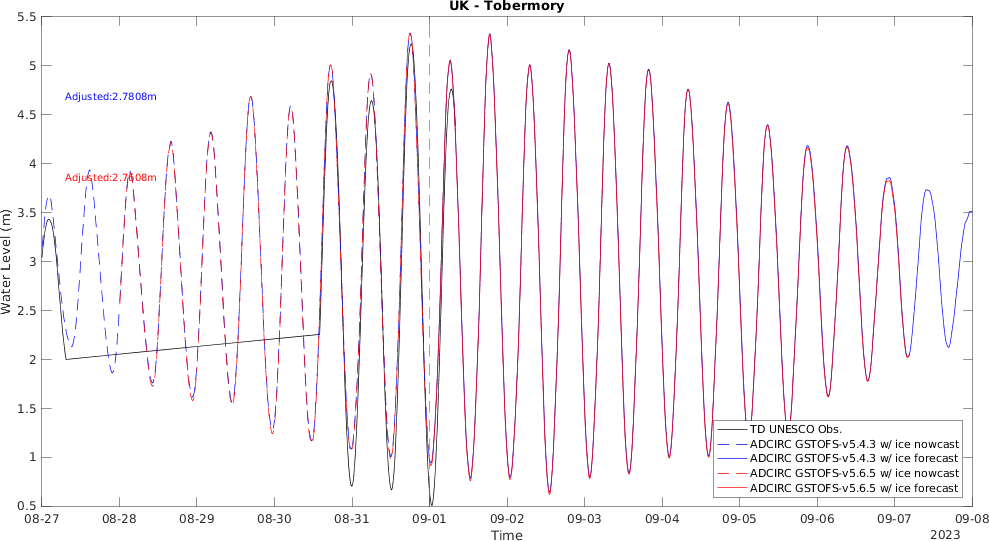 UK - Tobermory
5.5
5
4.5
4
3.5
3
2.5
2
1.5
1
0.5
Water Level (m)
Adjusted:2.7808m
Adjusted:2.7608m
TD UNESCO Obs.
ADCIRC GSTOFS-v5.4.3 w/ ice nowcast
ADCIRC GSTOFS-v5.4.3 w/ ice forecast
ADCIRC GSTOFS-v5.6.5 w/ ice nowcast
ADCIRC GSTOFS-v5.6.5 w/ ice forecast
08-27 08-28 08-29 08-30 08-31 09-01 09-02 09-03 09-04 09-05 09-06 09-07 09-08
Time
2023